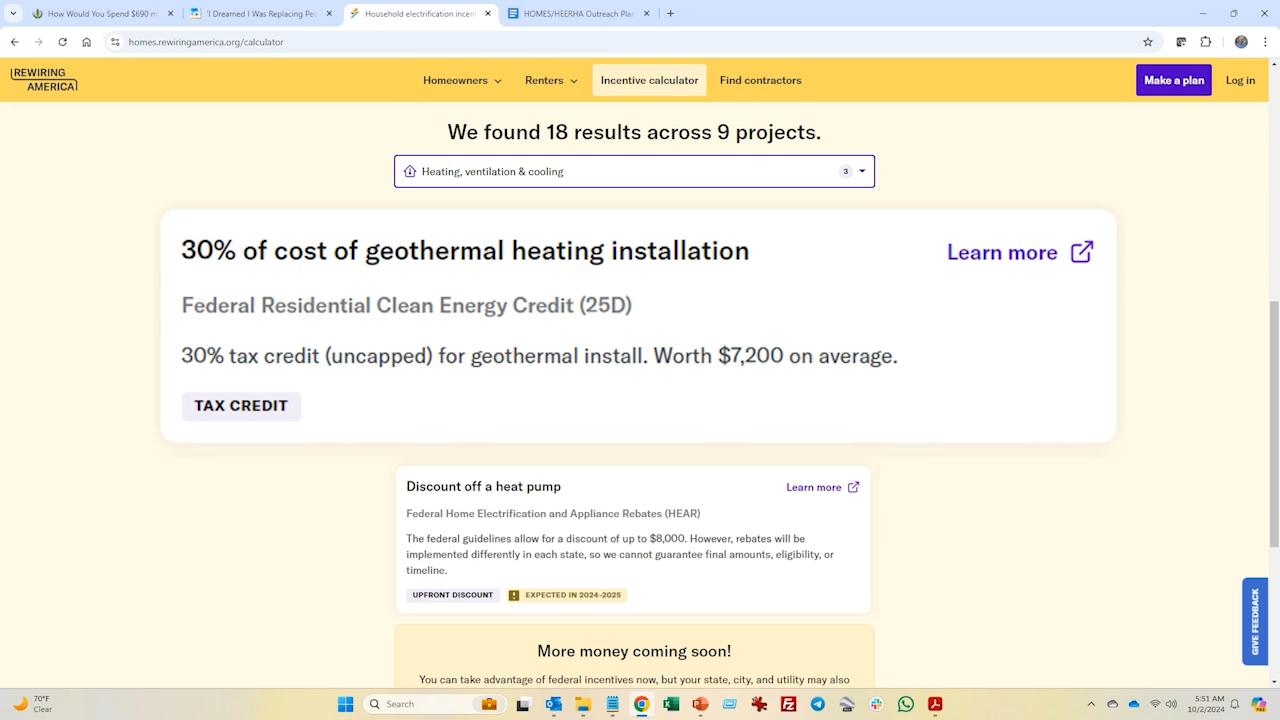 How Would You Spend $690 m
'I Dreamed I Was Replacing Peo
Household electrification incent
HOMES/HEERHA Outreach Plan
homes.rewiringamerica.org/calculator
REWIRING
AMERICA
Homeowners
Renters
Incentive calculator
Find contractors
Make a plan
Log in
We found 18 results across 9 projects.
Heating, ventilation & cooling
3
30% of cost of geothermal heating installation
Learn more
Federal Residential Clean Energy Credit (25D)
30% tax credit (uncapped) for geothermal install. Worth $7,200 on average.
TAX CREDIT
Discount off a heat pump
Learn more
Federal Home Electrification and Appliance Rebates (HEAR)
The federal guidelines allow for a discount of up to $8,000. However, rebates will be
implemented differently in each state, so we cannot guarantee final amounts, eligibility, or
timeline.
UPFRONT DISCOUNT
EXPECTED IN 2024-2025
GIVE FEEDBACK
More money coming soon!
You can take advantage of federal incentives now, but your state, city, and utility may also
70°F
Clear
Search
5:51 AM
10/2/2024